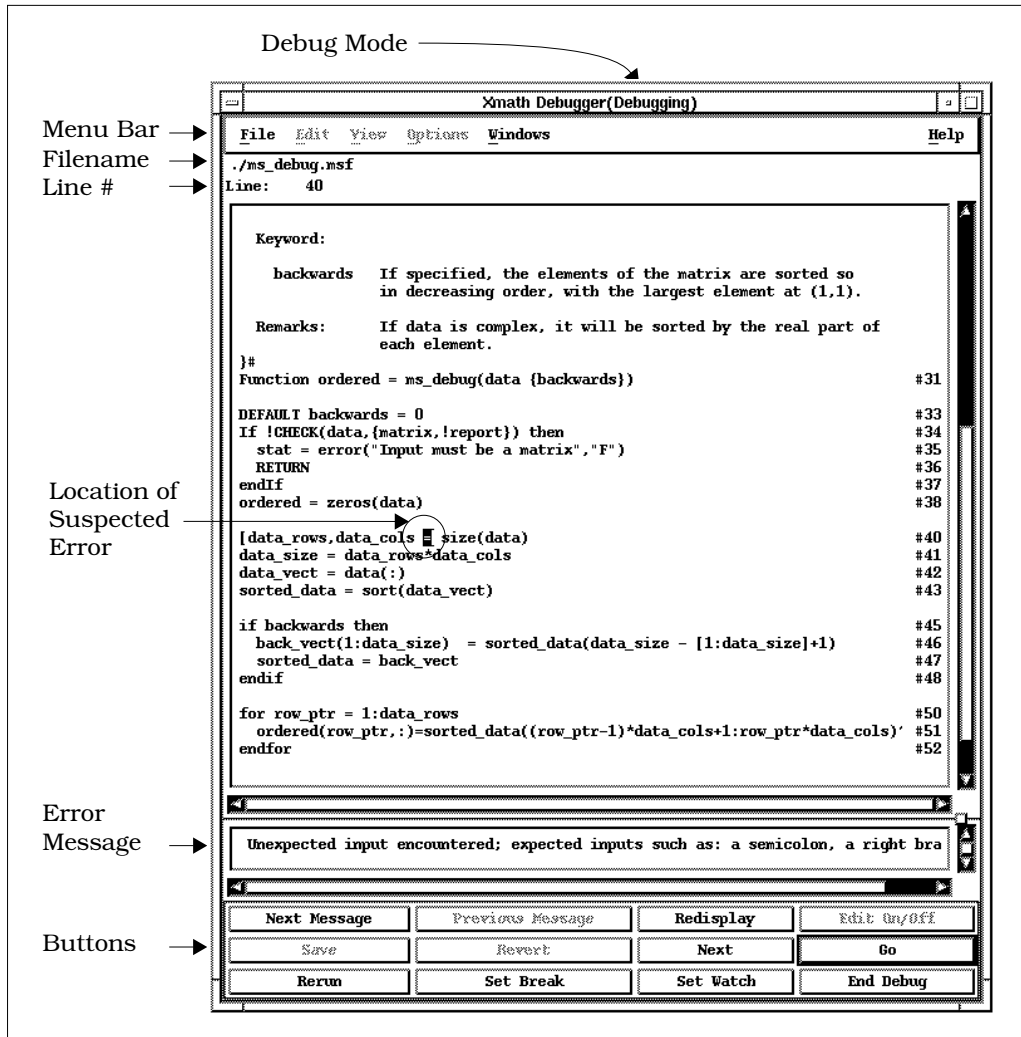 Debug Mode
Xmath Debugger(Debugging)
Menu Bar
File Edit View Options Windows Help
Filename
./ms_debug.msf
Line #
Line: 40
Keyword:
backwards If specified, the elements of the matrix are sorted so
in decreasing order, with the largest element at (1,1).
Remarks: If data is complex, it will be sorted by the real part of
each element.
}#
Function ordered = ms_debug(data {backwards}) #31
DEFAULT backwards = 0 #33
If !CHECK(data,{matrix,!report}) then #34
stat = error("Input must be a matrix","F") #35
RETURN #36
endIf #37
ordered = zeros(data) #38
Location of
Suspected
Error
[data_rows,data_cols = size(data) #40
data_size = data_rows*data_cols #41
data_vect = data(:) #42
sorted_data = sort(data_vect) #43
if backwards then #45
back_vect(1:data_size) = sorted_data(data_size - [1:data_size]+1) #46
sorted_data = back_vect #47
endif #48
for row_ptr = 1:data_rows #50
ordered(row_ptr,:)=sorted_data((row_ptr-1)*data_cols+1:row_ptr*data_cols)' #51
endfor #52
Error
Message
Unexpected input encountered; expected inputs such as: a semicolon, a right bra
Buttons
Next Message Previous Message Redisplay Edit On/Off
Save Revert Next Go
Rerun Set Break Set Watch End Debug